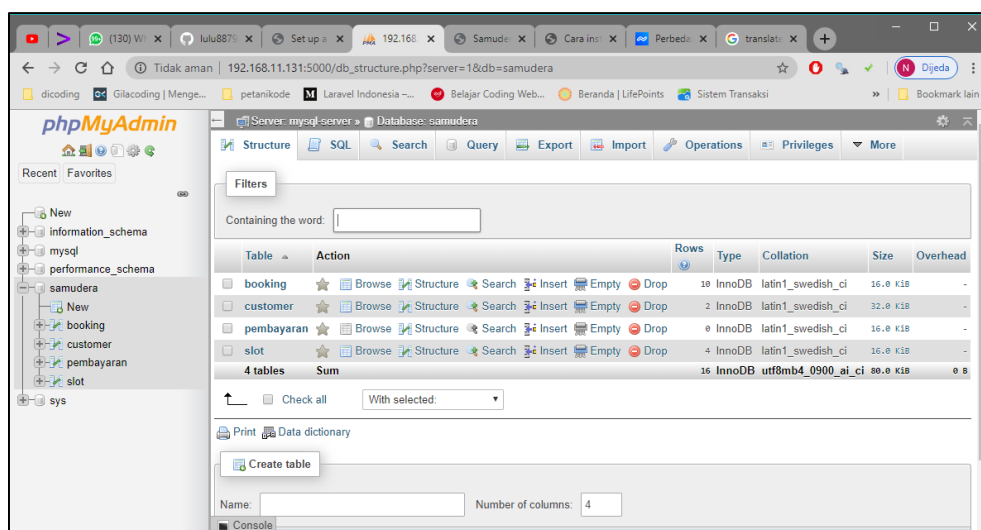 (130) W
lulu8879
Set up a
192.168.
Samude
Cara ins
Perbeda
translate
Tidak aman | 192.168.11.131:5000/db_structure.php?server=1&db=samudera
N Dijeda
dicoding
Gilacoding | Menge...
petanikode
Laravel Indonesia –...
Belajar Coding Web...
Beranda | LifePoints
Sistem Transaksi
»
Bookmark lain
phpMyAdmin
Recent Favorites
New
information_schema
mysql
performance_schema
samudera
New
booking
customer
pembayaran
slot
sys
Server: mysql-server » Database: samudera
Structure SQL Search Query Export Import Operations Privileges More
Filters
Containing the word:
Table Action Rows Type Collation Size Overhead
booking Browse Structure Search Insert Empty Drop 10 InnoDB latin1_swedish_ci 16.0 KiB -
customer Browse Structure Search Insert Empty Drop 2 InnoDB latin1_swedish_ci 32.0 KiB -
pembayaran Browse Structure Search Insert Empty Drop 0 InnoDB latin1_swedish_ci 16.0 KiB -
slot Browse Structure Search Insert Empty Drop 4 InnoDB latin1_swedish_ci 16.0 KiB -
4 tables Sum 16 InnoDB utf8mb4_0900_ai_ci 80.0 KiB 0 B
Check all With selected:
Print Data dictionary
Create table
Name: Number of columns: 4
Console